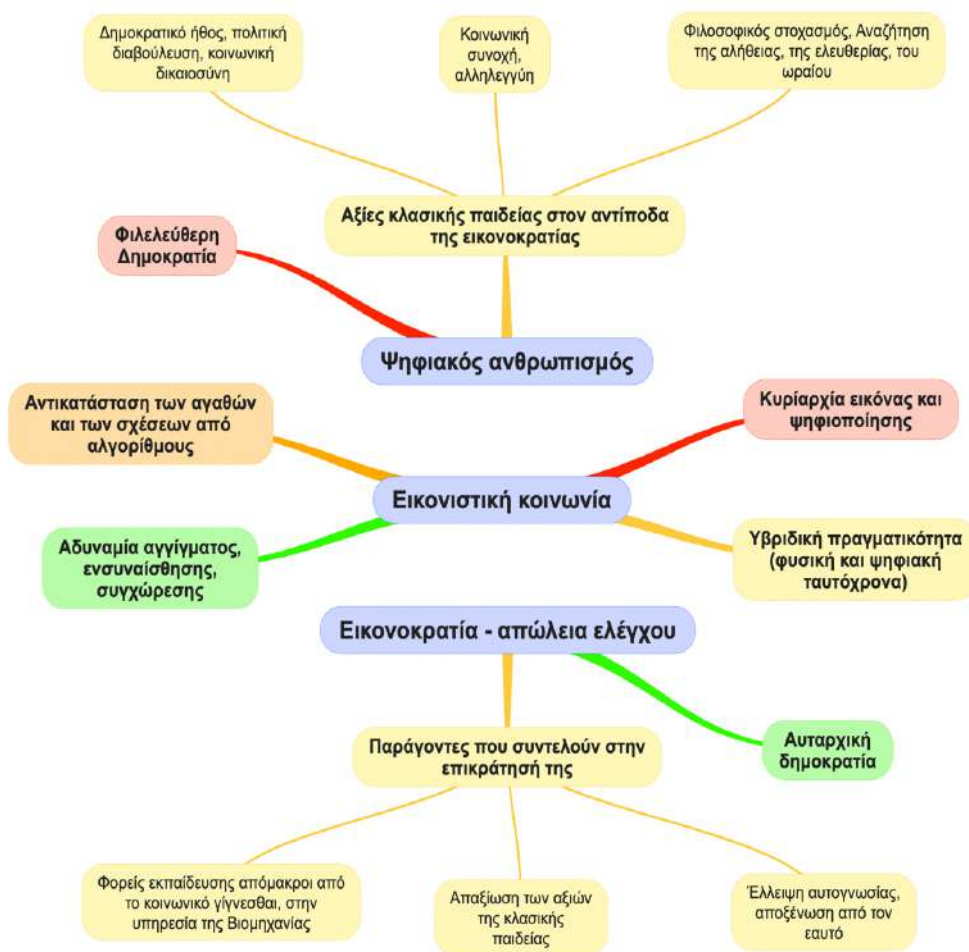 Δημοκρατικό ήθος, πολιτική
διαβούλευση, κοινωνική
δικαιοσύνη
Κοινωνική
συνοχή,
αλληλεγγύη
Φιλοσοφικός στοχασμός, Αναζήτηση
της αλήθειας, της ελευθερίας, του
ωραίου
Αξίες κλασικής παιδείας στον αντίποδα
της εικονοκρατίας
Φιλελεύθερη
Δημοκρατία
Ψηφιακός ανθρωπισμός
Αντικατάσταση των αγαθών
και των σχέσεων από
αλγορίθμους
Κυρίαρχία εικόνας και
ψηφιοποίησης
Εικονιστική κοινωνία
Αδυναμία αγγίγματος,
ενσυναίσθησης,
συγχώρεσης
Υβριδική πραγματικότητα
(φυσική και ψηφιακή
ταυτόχρονα)
Εικονοκρατία - απώλεια ελέγχου
Παράγοντες που συντελούν στην
επικράτησή της
Αυταρχική
δημοκρατία
Φορείς εκπαίδευσης απόμακροι από
το κοινωνικό γίγνεσθαι, στην
υπηρεσία της Βιομηχανίας
Απαξίωση των αξιών
της κλασικής
παιδείας
Έλλειψη αυτογνωσίας,
αποξένωση από τον
εαυτό